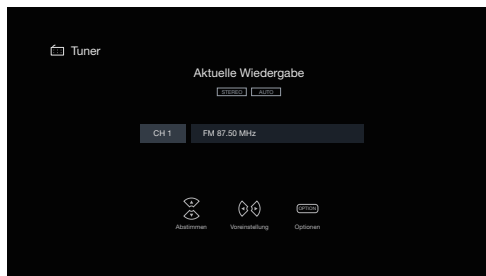 Tuner
Aktuelle Wiedergabe
STEREO AUTO
CH 1 FM 87.50 MHz
OPTION
Abstimmen Voreinstellung Optionen